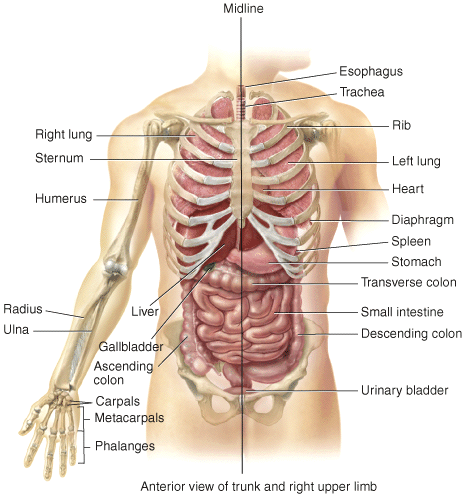 Midline
Esophagus
Trachea
Rib
Right lung
Sternum
Left lung
Heart
Humerus
Diaphragm
Spleen
Stomach
Transverse colon
Radius
Ulna
Liver
Small intestine
Descending colon
Gallbladder
Ascending
colon
Urinary bladder
Carpals
Metacarpals
Phalanges
Anterior view of trunk and right upper limb